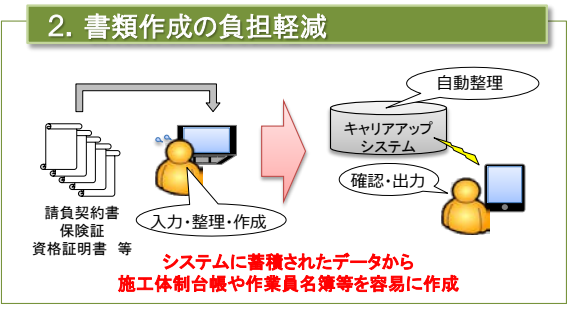 2．書類作成の負担軽減
自動整理
キャリアアップ
システム
確認・出力
請負契約書
保険証
資格証明書　等
入力・整理・作成
システムに蓄積されたデータから
施工体制台帳や作業員名簿等を容易に作成